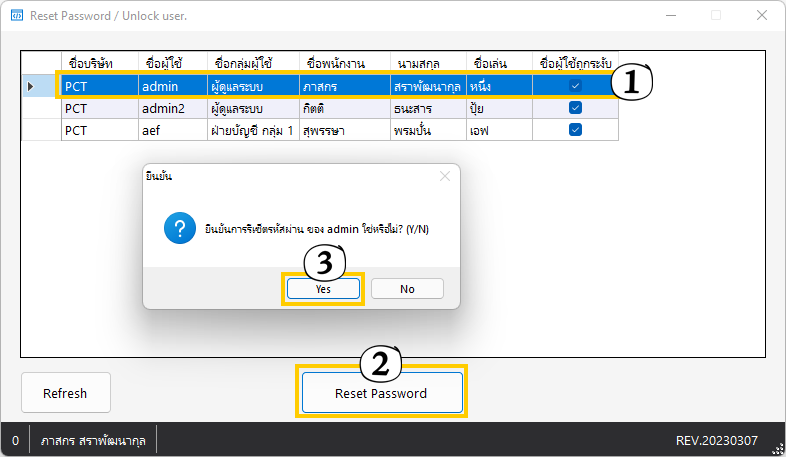 Reset Password / Unlock user.
ชื่อบริษัท ชื่อผู้ใช้ ชื่อกลุ่มผู้ใช้ ชื่อพนักงาน นามสกุล ชื่อเล่น ชื่อผู้ใช้ถูกระงับ
PCT admin ผู้ดูแลระบบ ภาสกร สราพัฒนากุล หนึ่ง 1
PCT admin2 ผู้ดูแลระบบ กิตติ ธนะสาร ปุ้ย
PCT aef ฝ่ายบัญชี กลุ่ม 1 สุพรรษา พรมปั้น เอฟ
ยืนยัน
ยืนยันการรีเซ็ตรหัสผ่าน ของ admin ใช่หรือไม่? (Y/N)
3
Yes No
2
Refresh Reset Password
0 ภาสกร สราพัฒนากุล REV.20230307